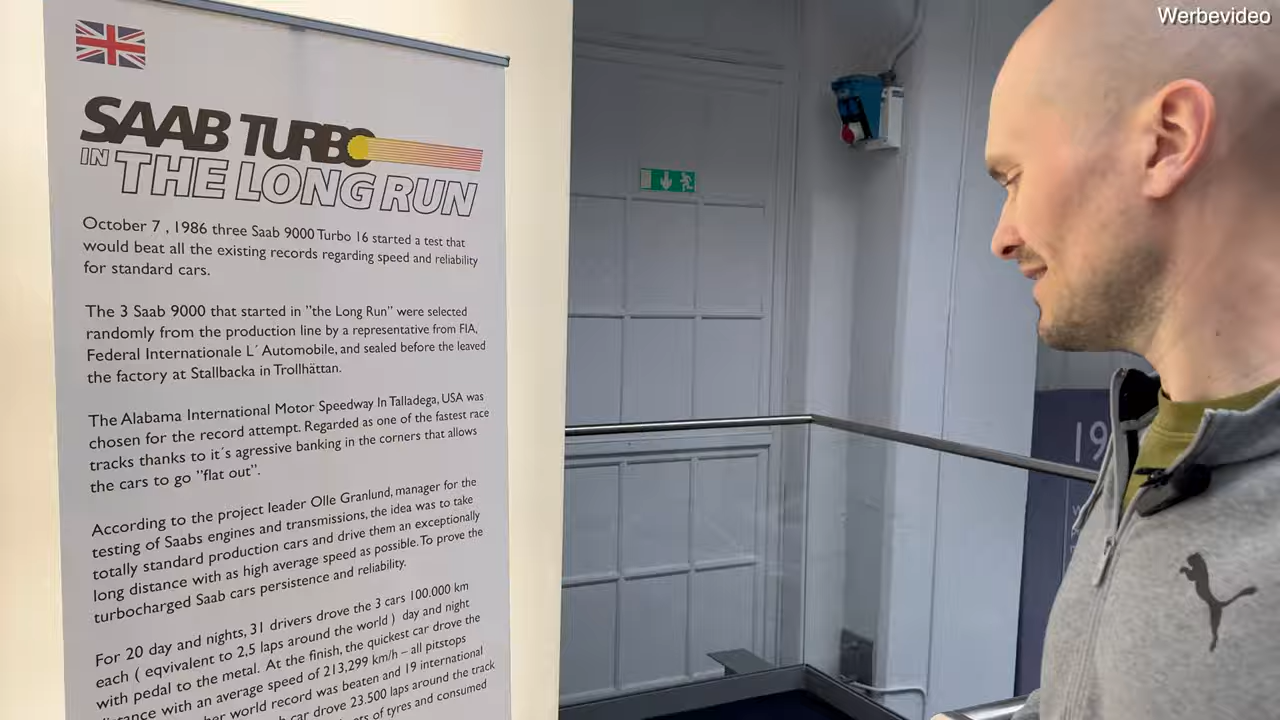 Werbevideo
SAAB TURBO
IN THE LONG RUN
October 7 , 1986 three Saab 9000 Turbo 16 started a test that
would beat all the existing records regarding speed and reliability
for standard cars.
The 3 Saab 9000 that started in ”the Long Run” were selected
randomly from the production line by a representative from FIA,
Federal Internationale L´ Automobile, and sealed before the leaved
the factory at Stallbacka in Trollhättan.
The Alabama International Motor Speedway In Talladega, USA was
chosen for the record attempt. Regarded as one of the fastest race
tracks thanks to it´s agressive banking in the corners that allows
the cars to go ”flat out”.
According to the project leader Olle Granlund, manager for the
testing of Saabs engines and transmissions, the idea was to take
totally standard production cars and drive them an exceptionally
long distance with as high average speed as possible. To prove the
turbocharged Saab cars persistence and reliability.
For 20 day and nights, 31 drivers drove the 3 cars 100.000 km
each ( eqvivalent to 2,5 laps around the world ) day and night
with pedal to the metal. At the finish, the quickest car drove the
distance with an average speed of 213,299 km/h – all pitstops
world record was beaten and 19 international
car drove 23.500 laps around the track
of tyres and consumed
19